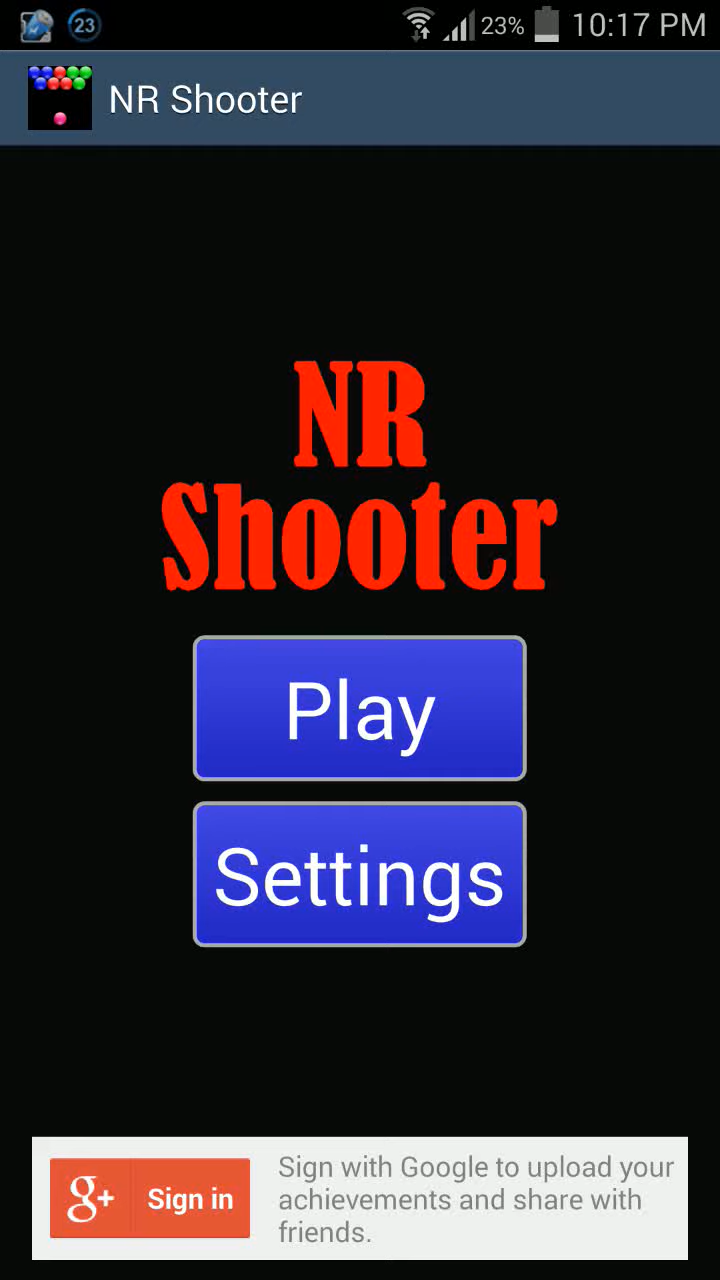 23 23% 10:17 PM
NR Shooter
NR
Shooter
Play
Settings
g+ Sign in
Sign with Google to upload your
achievements and share with
friends.